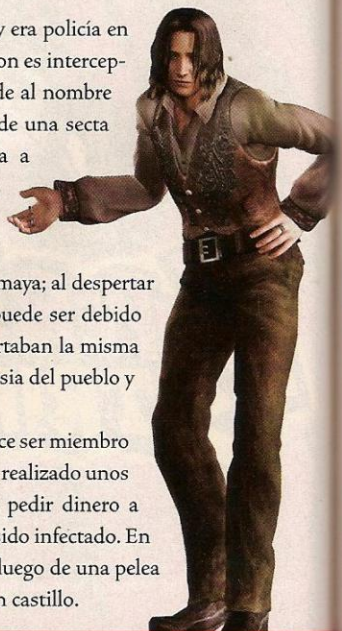 y era policía en
on es intercep-
de al nombre
de una secta
a a
maya; al despertar
puede ser debido
rtaban la misma
sia del pueblo y
ce ser miembro
realizado unos
pedir dinero a
sido infectado. En
luego de una pelea
n castillo.